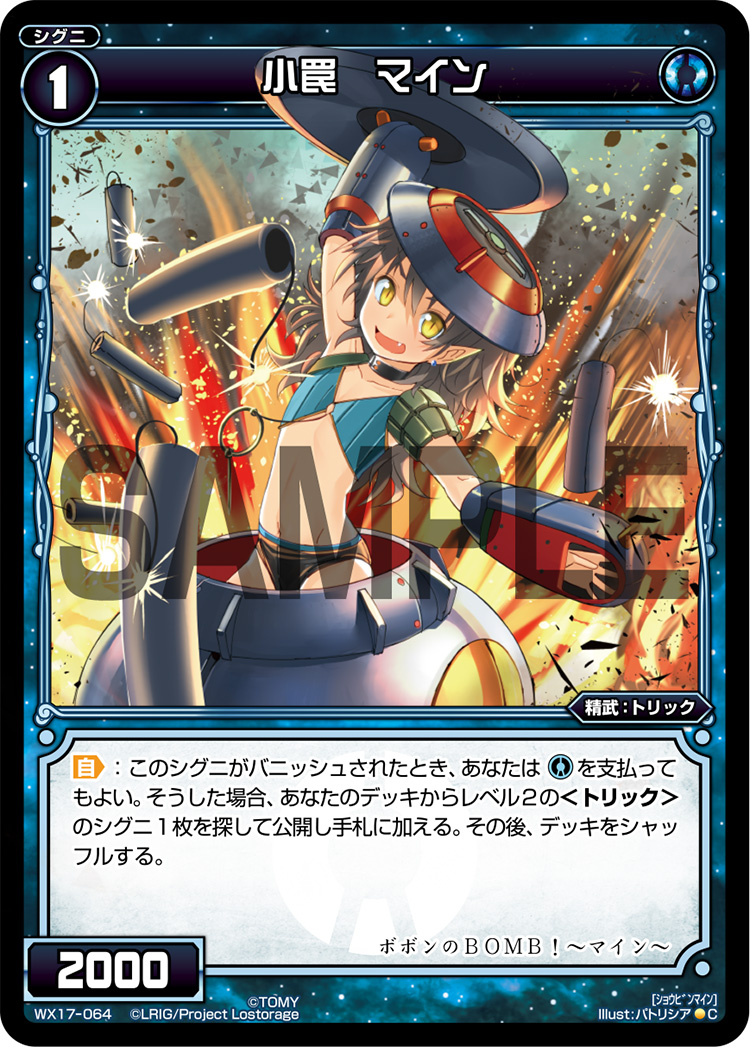 シグニ
1
小罠　マイン
SAMPLE
精武：トリック
自：このシグニがバニッシュされたとき、あなたは を支払って
もよい。そうした場合、あなたのデッキからレベル２の＜トリック＞
のシグニ１枚を探して公開し手札に加える。その後、デッキをシャッ
フルする。
ボボンのＢＯＭＢ！～マイン～
2000
©TOMY
[ショウビンマイン]
WX17-064 ©LRIG/Project Lostorage
Illust:パトリシア C